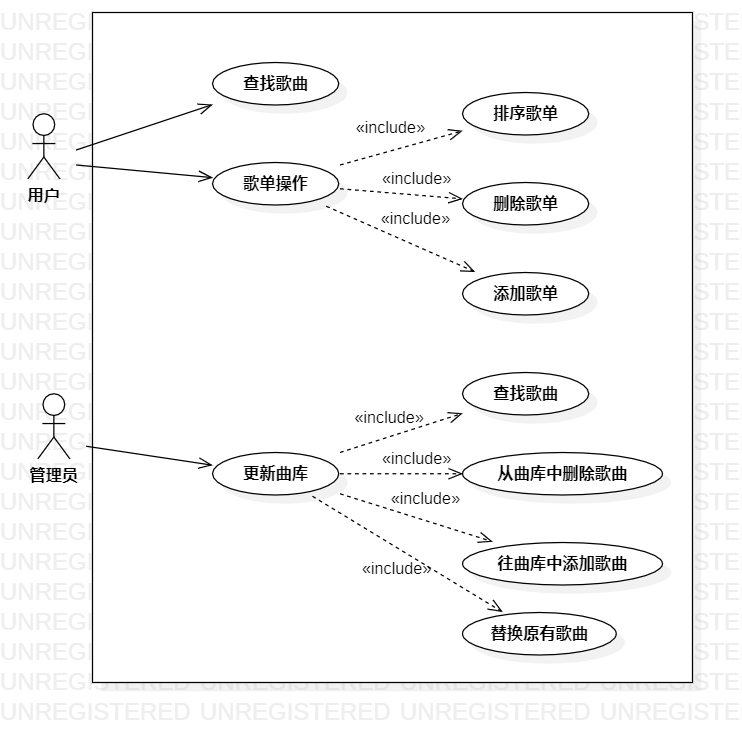 查找歌曲
用户
歌单操作
«include»
排序歌单
«include»
删除歌单
«include»
添加歌单
管理员
更新曲库
«include»
查找歌曲
«include»
从曲库中删除歌曲
«include»
往曲库中添加歌曲
«include»
替换原有歌曲
UNREGISTERED UNREGISTERED UNREGISTERED UNREGISTERED